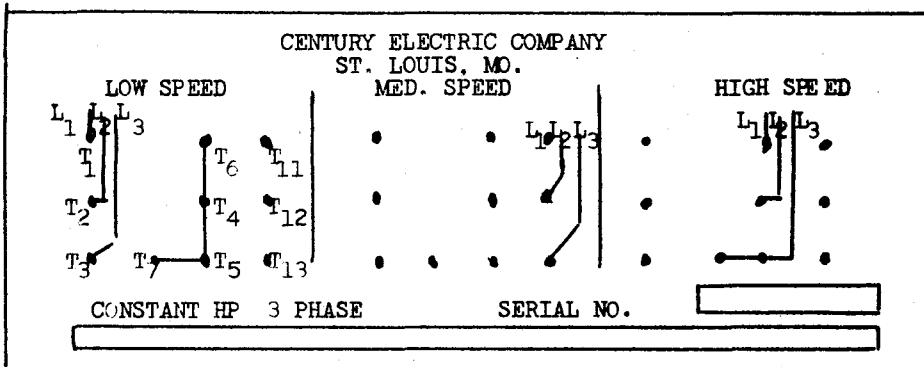 CENTURY ELECTRIC COMPANY
ST. LOUIS, MO.
LOW SPEED MED. SPEED HIGH SPEED
L1 L2 L3 L1 L2 L3 L1 L2 L3
T1 T6 T11
T2 T4 T12
T3 T7 T5 T13
CONSTANT HP 3 PHASE SERIAL NO.